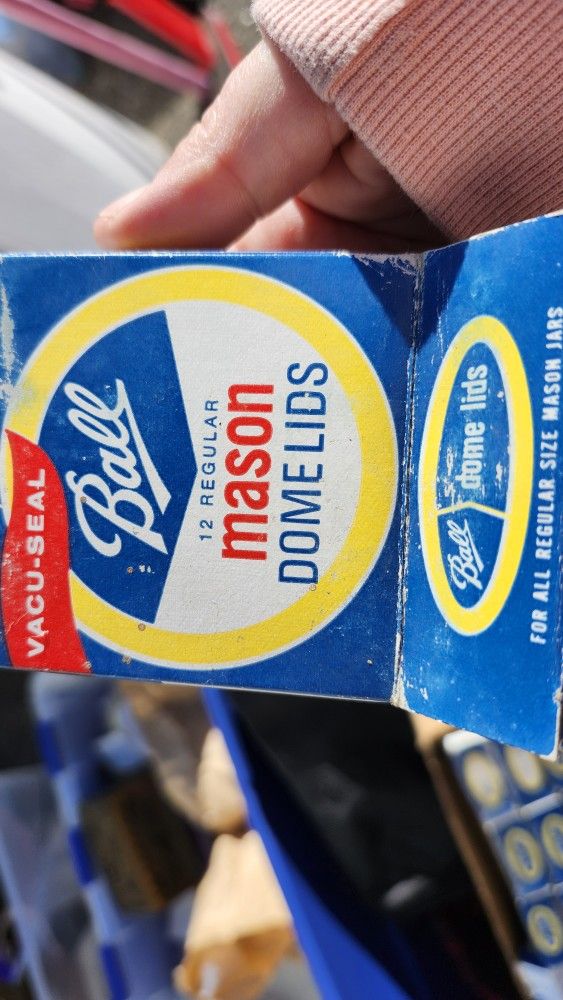 VACU-SEAL
Ball
12 REGULAR
mason
DOME LIDS
Ball dome lids
FOR ALL REGULAR SIZE MASON JARS